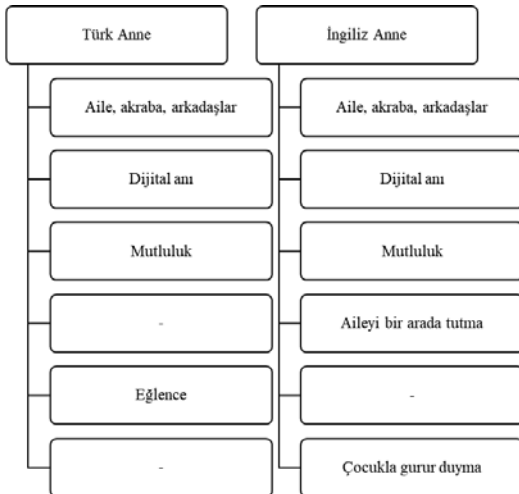 Türk Anne
İngiliz Anne
Aile, akraba, arkadaşlar
Aile, akraba, arkadaşlar
Dijital anı
Dijital anı
Mutluluk
Mutluluk
-
Aileyi bir arada tutma
Eğlence
-
-
Çocukla gurur duyma